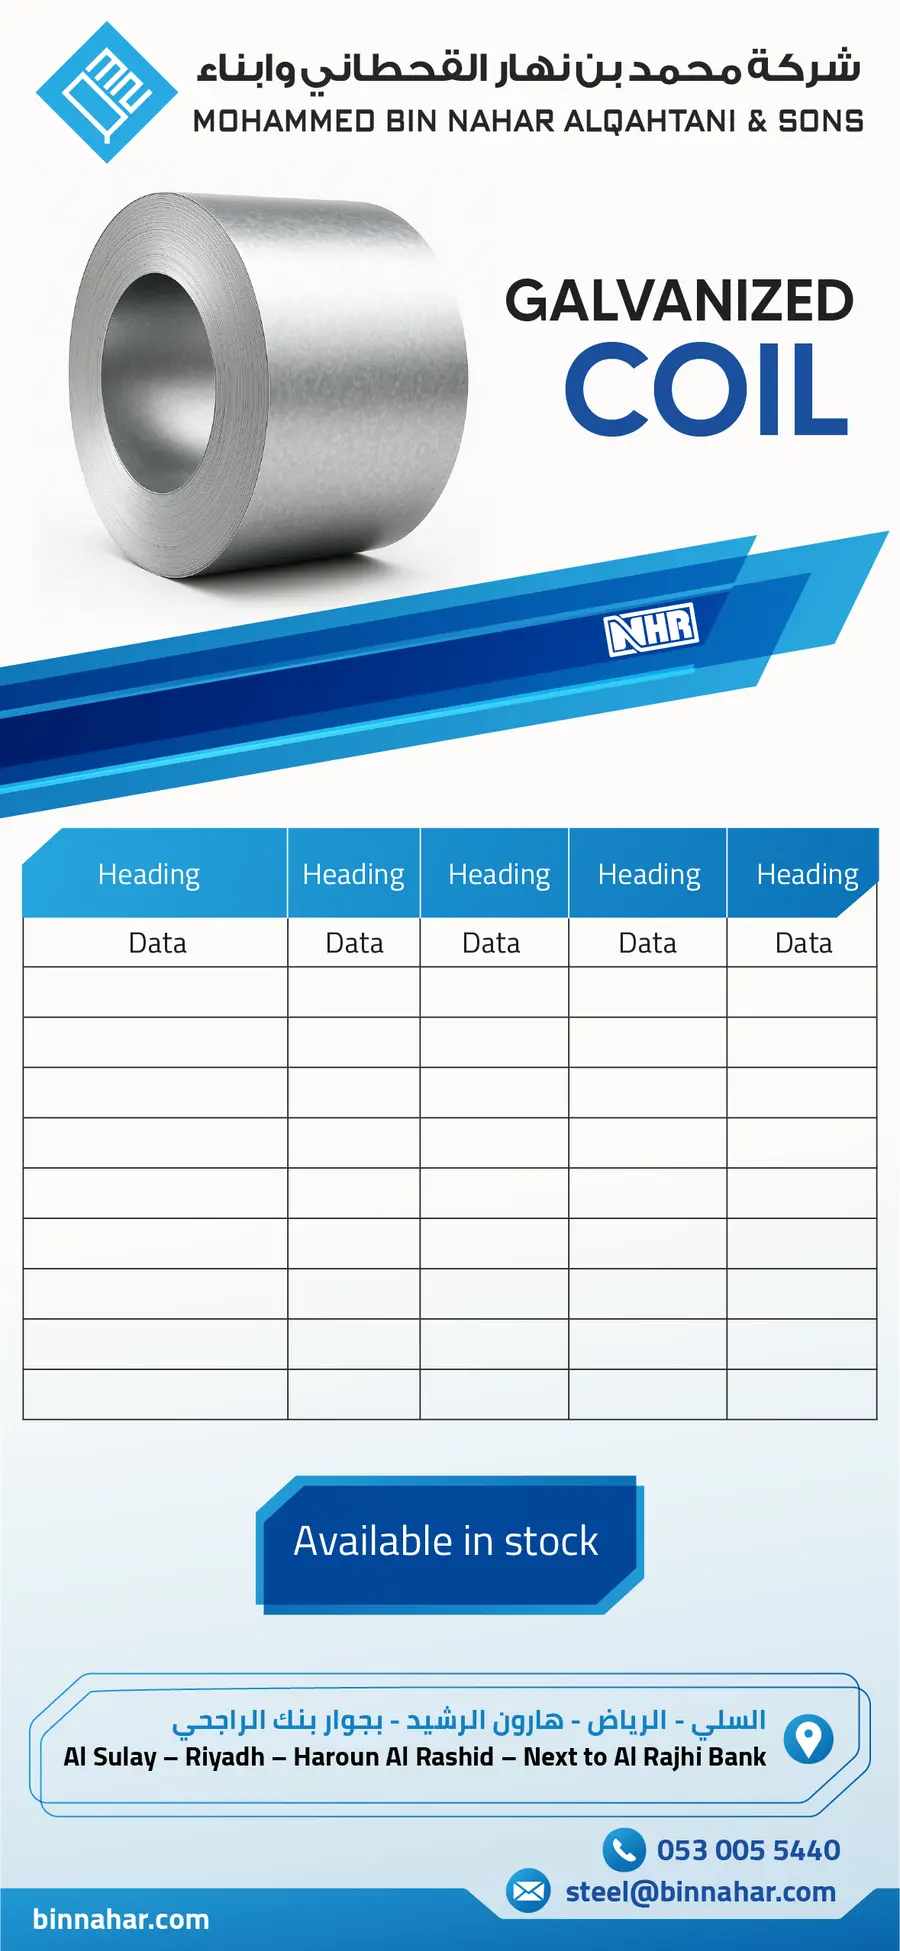 شركة محمد بن نهار القحطاني وابناء
MOHAMMED BIN NAHAR ALQAHTANI & SONS
GALVANIZED
COIL
NHR
Heading Heading Heading Heading Heading
Data Data Data Data Data
Available in stock
السلي - الرياض - هارون الرشيد - بجوار بنك الراجحي
Al Sulay – Riyadh – Haroun Al Rashid – Next to Al Rajhi Bank
053 005 5440
steel@binnahar.com
binnahar.com